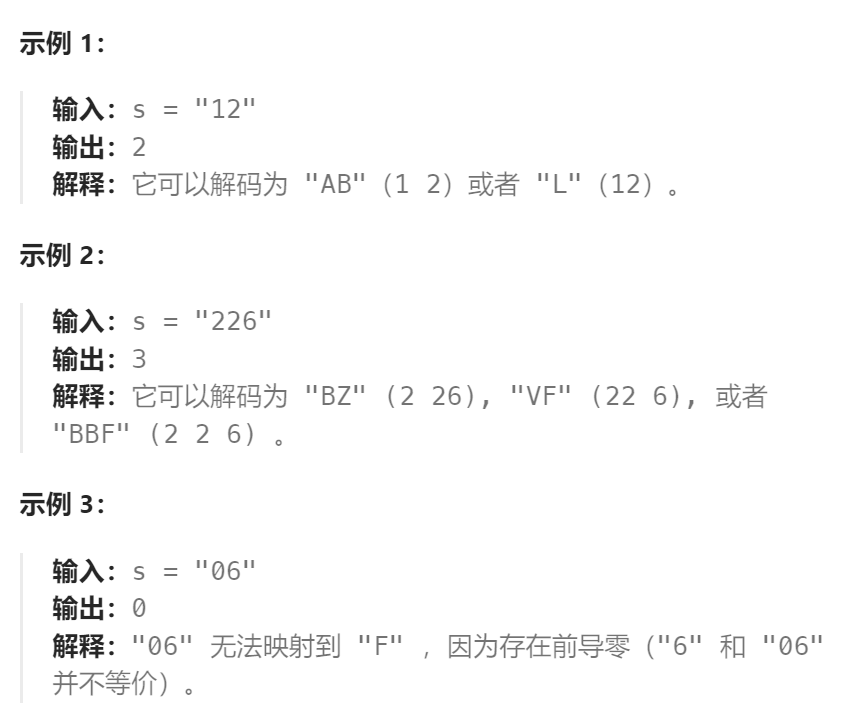 示例 1：
输入：s = "12"
输出：2
解释：它可以解码为 "AB"（1 2）或者 "L"（12）。
示例 2：
输入：s = "226"
输出：3
解释：它可以解码为 "BZ" (2 26), "VF" (22 6), 或者
"BBF" (2 2 6) 。
示例 3：
输入：s = "06"
输出：0
解释："06" 无法映射到 "F" ，因为存在前导零（"6" 和 "06"
并不等价）。